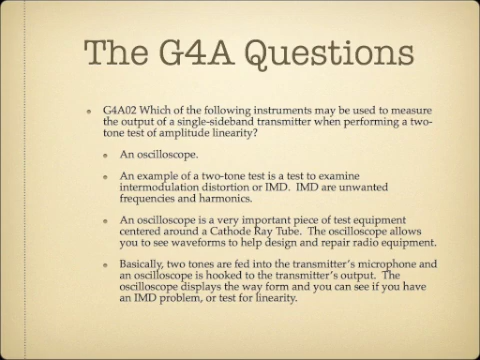 The G4A Questions
G4A02 Which of the following instruments may be used to measure
the output of a single-sideband transmitter when performing a two-
tone test of amplitude linearity?
An oscilloscope.
An example of a two-tone test is a test to examine
intermodulation distortion or IMD. IMD are unwanted
frequencies and harmonics.
An oscilloscope is a very important piece of test equipment
centered around a Cathode Ray Tube. The oscilloscope allows
you to see waveforms to help design and repair radio equipment.
Basically, two tones are fed into the transmitter's microphone and
an oscilloscope is hooked to the transmitter's output. The
oscilloscope displays the way form and you can see if you have
an IMD problem, or test for linearity.